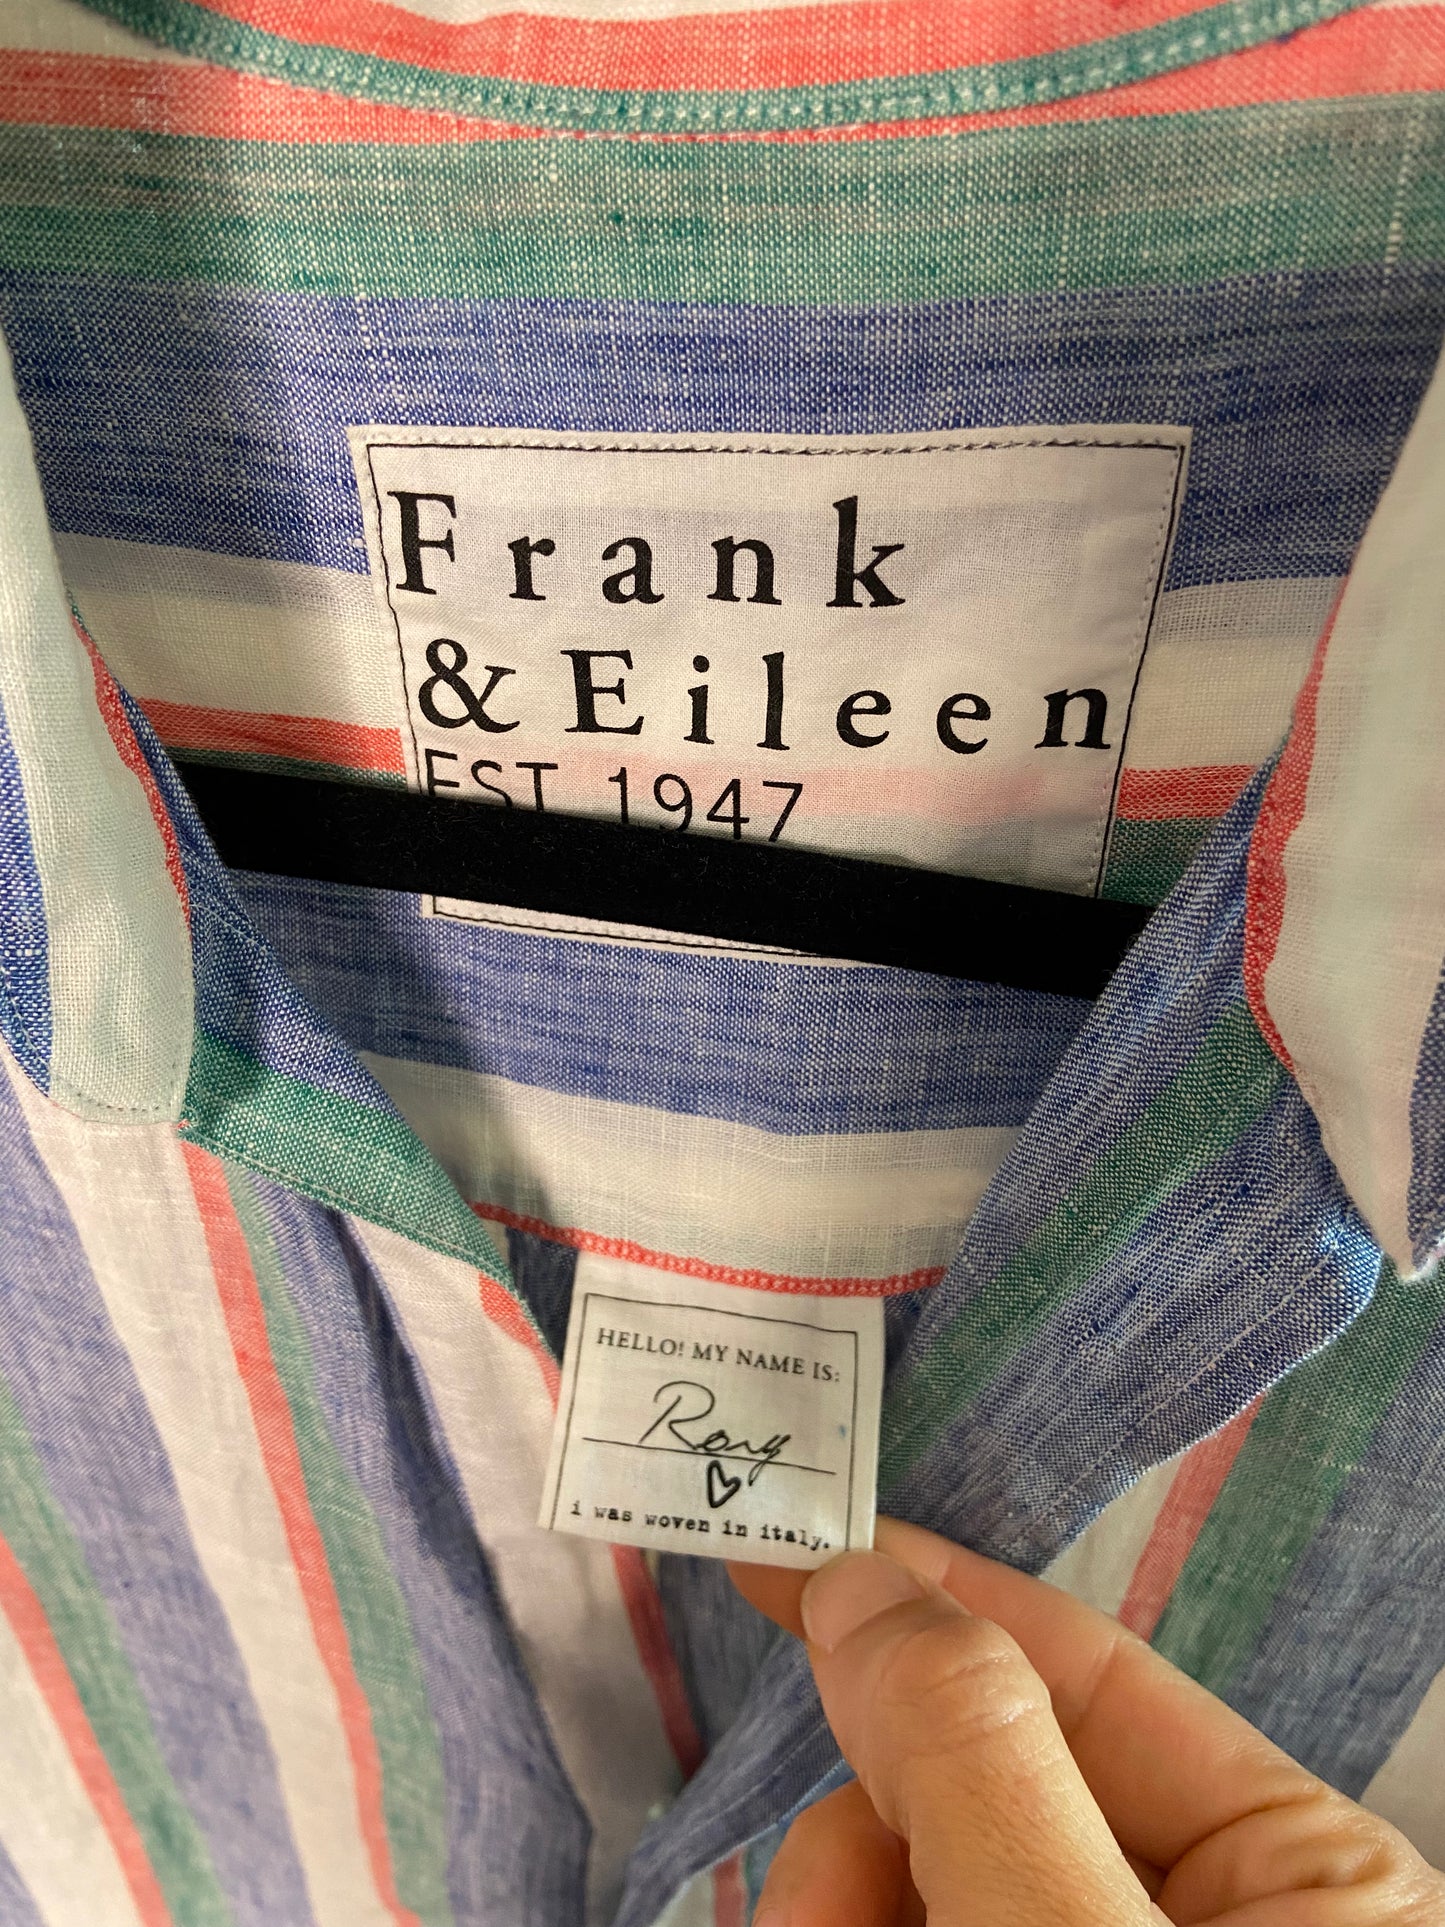 Frank
& Eileen
EST 1947
HELLO! MY NAME IS:
Rory
i was woven in italy.